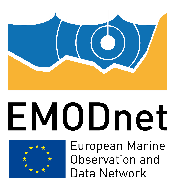 EMODnet
European Marine
Observation and
Data Network